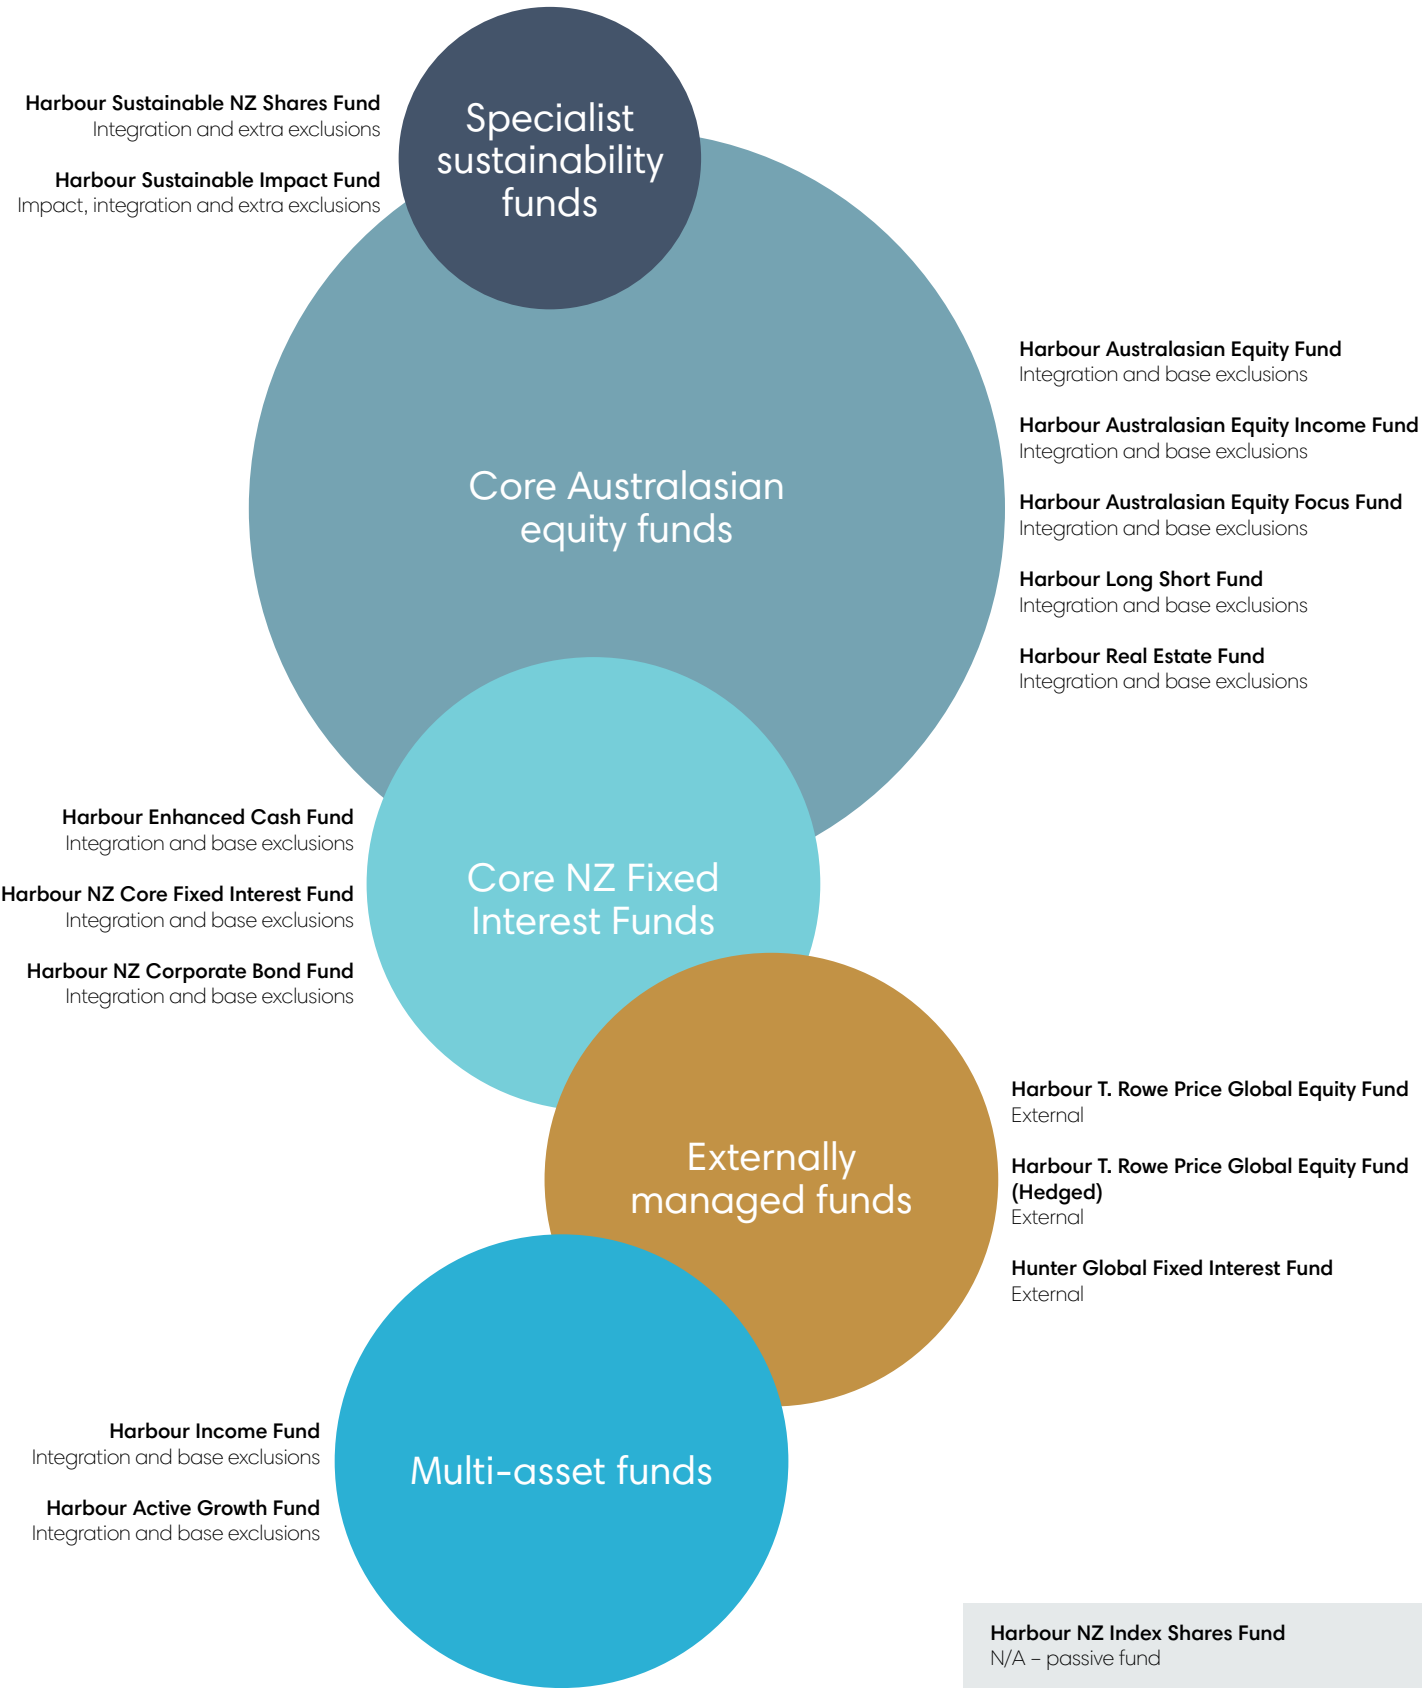 Specialist
sustainability
funds
Harbour Sustainable NZ Shares Fund
Integration and extra exclusions
Harbour Sustainable Impact Fund
Impact, integration and extra exclusions
Core Australasian
equity funds
Harbour Australasian Equity Fund
Integration and base exclusions
Harbour Australasian Equity Income Fund
Integration and base exclusions
Harbour Australasian Equity Focus Fund
Integration and base exclusions
Harbour Long Short Fund
Integration and base exclusions
Harbour Real Estate Fund
Integration and base exclusions
Harbour Enhanced Cash Fund
Integration and base exclusions
Harbour NZ Core Fixed Interest Fund
Integration and base exclusions
Harbour NZ Corporate Bond Fund
Integration and base exclusions
Core NZ Fixed
Interest Funds
Externally
managed funds
Harbour T. Rowe Price Global Equity Fund
External
Harbour T. Rowe Price Global Equity Fund
(Hedged)
External
Hunter Global Fixed Interest Fund
External
Harbour Income Fund
Integration and base exclusions
Harbour Active Growth Fund
Integration and base exclusions
Multi-asset funds
Harbour NZ Index Shares Fund
N/A – passive fund